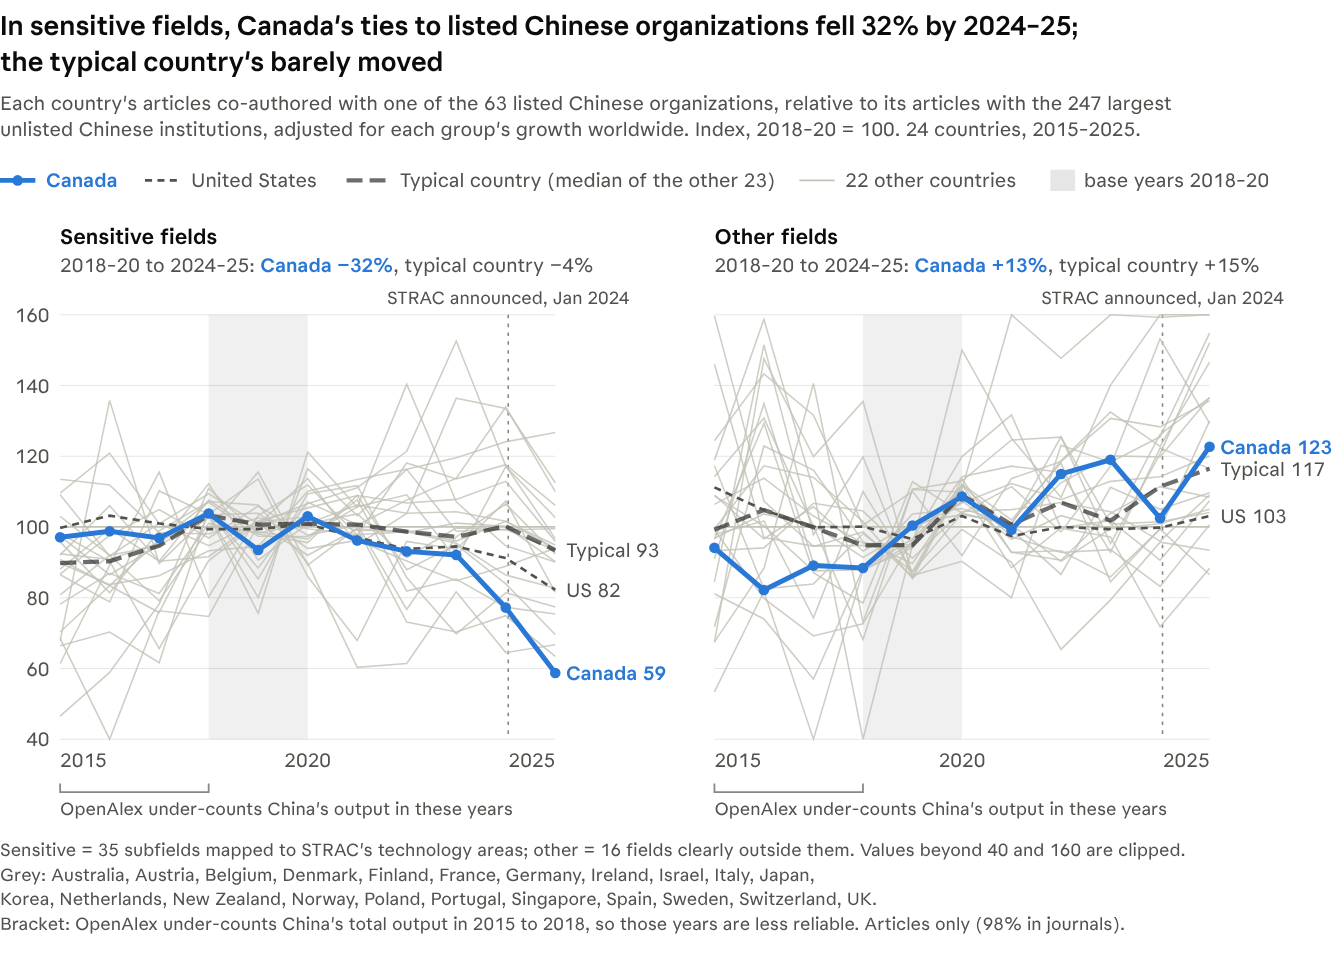 In sensitive fields, Canada's ties to listed Chinese organizations fell 32% by 2024–25;
the typical country's barely moved
Each country's articles co-authored with one of the 63 listed Chinese organizations, relative to its articles with the 247 largest
unlisted Chinese institutions, adjusted for each group's growth worldwide. Index, 2018-20 = 100. 24 countries, 2015-2025.
Canada
United States
Typical country (median of the other 23)
22 other countries
base years 2018-20
Sensitive fields
2018-20 to 2024-25: Canada −32%, typical country −4%
STRAC announced, Jan 2024
160
140
120
100
80
60
40
Typical 93
US 82
Canada 59
2015
2020
2025
OpenAlex under-counts China's output in these years
Other fields
2018-20 to 2024-25: Canada +13%, typical country +15%
STRAC announced, Jan 2024
Canada 123
Typical 117
US 103
2015
2020
2025
OpenAlex under-counts China's output in these years
Sensitive = 35 subfields mapped to STRAC's technology areas; other = 16 fields clearly outside them. Values beyond 40 and 160 are clipped.
Grey: Australia, Austria, Belgium, Denmark, Finland, France, Germany, Ireland, Israel, Italy, Japan,
Korea, Netherlands, New Zealand, Norway, Poland, Portugal, Singapore, Spain, Sweden, Switzerland, UK.
Bracket: OpenAlex under-counts China's total output in 2015 to 2018, so those years are less reliable. Articles only (98% in journals).